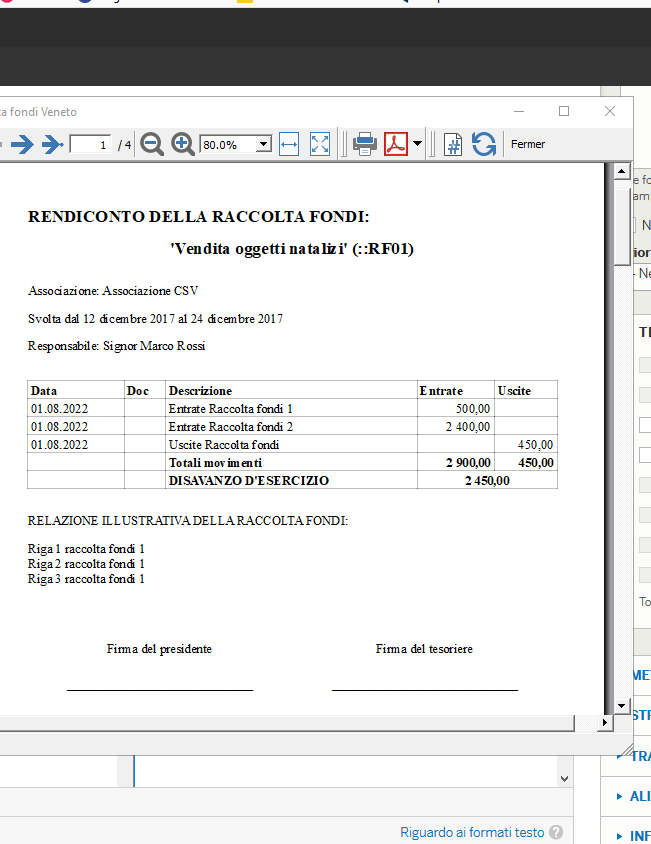 a fondi Veneto
1 / 4 80.0% Fermer
RENDICONTO DELLA RACCOLTA FONDI:
'Vendita oggetti natalizi' (::RF01)
Associazione: Associazione CSV
Svolta dal 12 dicembre 2017 al 24 dicembre 2017
Responsabile: Signor Marco Rossi
Data Doc Descrizione Entrate Uscite
01.08.2022 Entrate Raccolta fondi 1 500,00
01.08.2022 Entrate Raccolta fondi 2 2 400,00
01.08.2022 Uscite Raccolta fondi 450,00
Totali movimenti 2 900,00 450,00
DISAVANZO D'ESERCIZIO 2 450,00
RELAZIONE ILLUSTRATIVA DELLA RACCOLTA FONDI:
Riga 1 raccolta fondi 1
Riga 2 raccolta fondi 1
Riga 3 raccolta fondi 1
Firma del presidente Firma del tesoriere
Riguardo ai formati testo ?
e fo
am
N
ior
- Ne
TI
To
MET
STR
TRA
ALI
INF